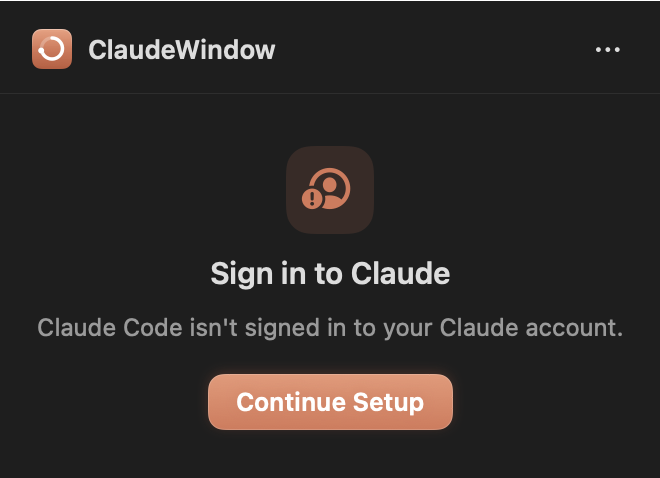 ClaudeWindow
Sign in to Claude
Claude Code isn't signed in to your Claude account.
Continue Setup